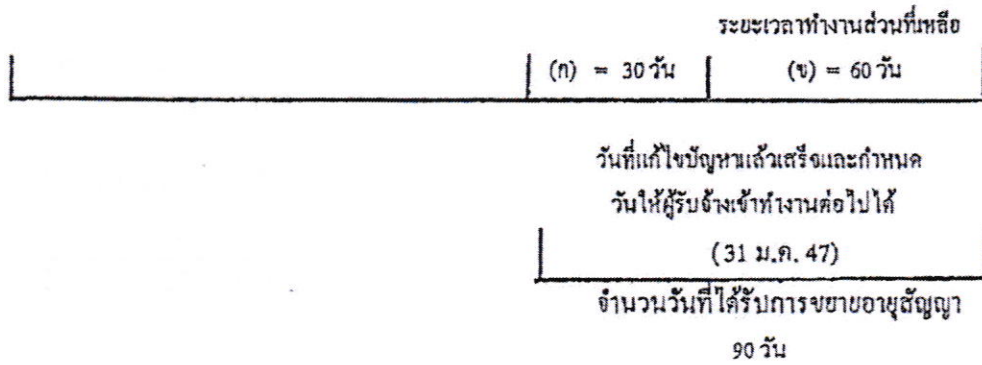 ระยะเวลาทำงานส่วนที่เหลือ
(ก) = 30 วัน (ข) = 60 วัน
วันที่แก้ไขปัญหาแล้วเสร็จและกำหนด
วันให้ผู้รับจ้างเข้าทำงานต่อไปได้
(31 ม.ค. 47)
จำนวนวันที่ได้รับการขยายอายุสัญญา
90 วัน